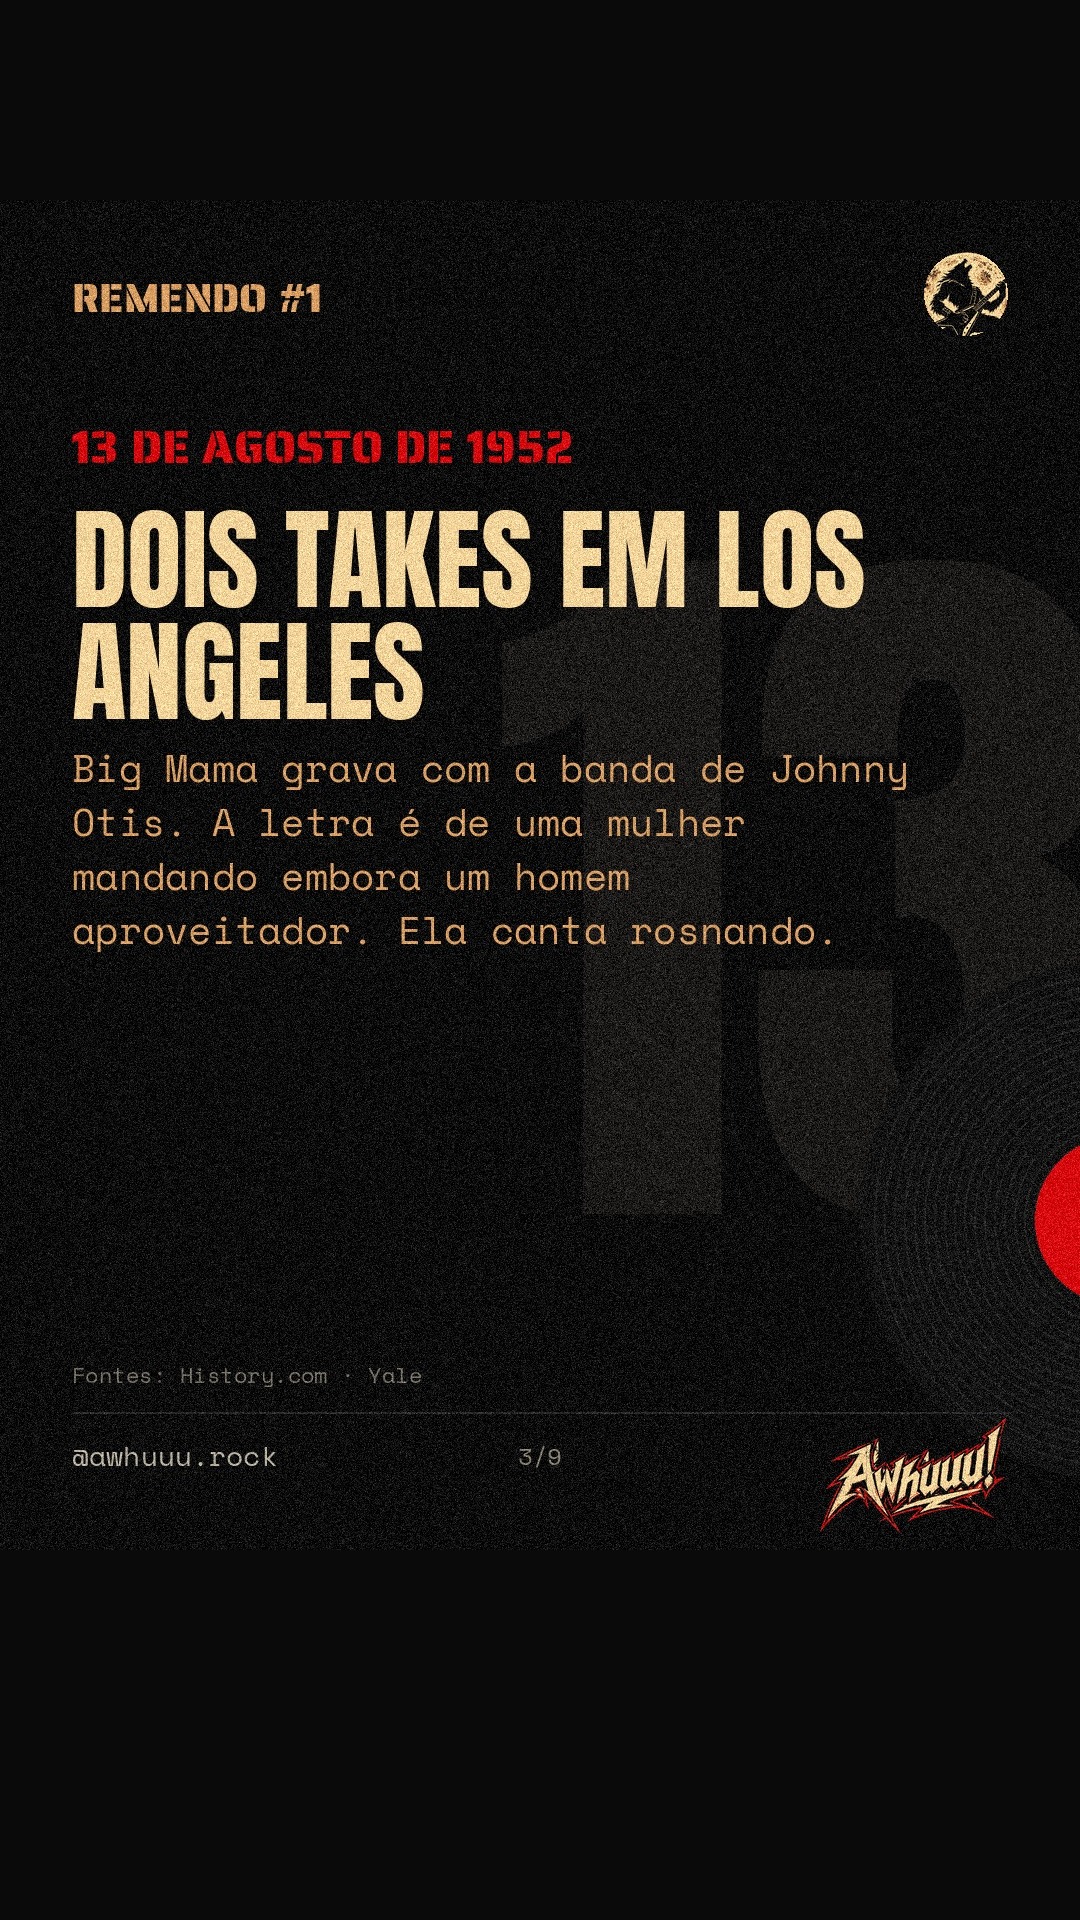 REMENDO #1
13 DE AGOSTO DE 1952
DOIS TAKES EM LOS
ANGELES
Big Mama grava com a banda de Johnny
Otis. A letra é de uma mulher
mandando embora um homem
aproveitador. Ela canta rosnando.
13
Fontes: History.com · Yale
@awhuuu.rock
3/9
Awhuuu!